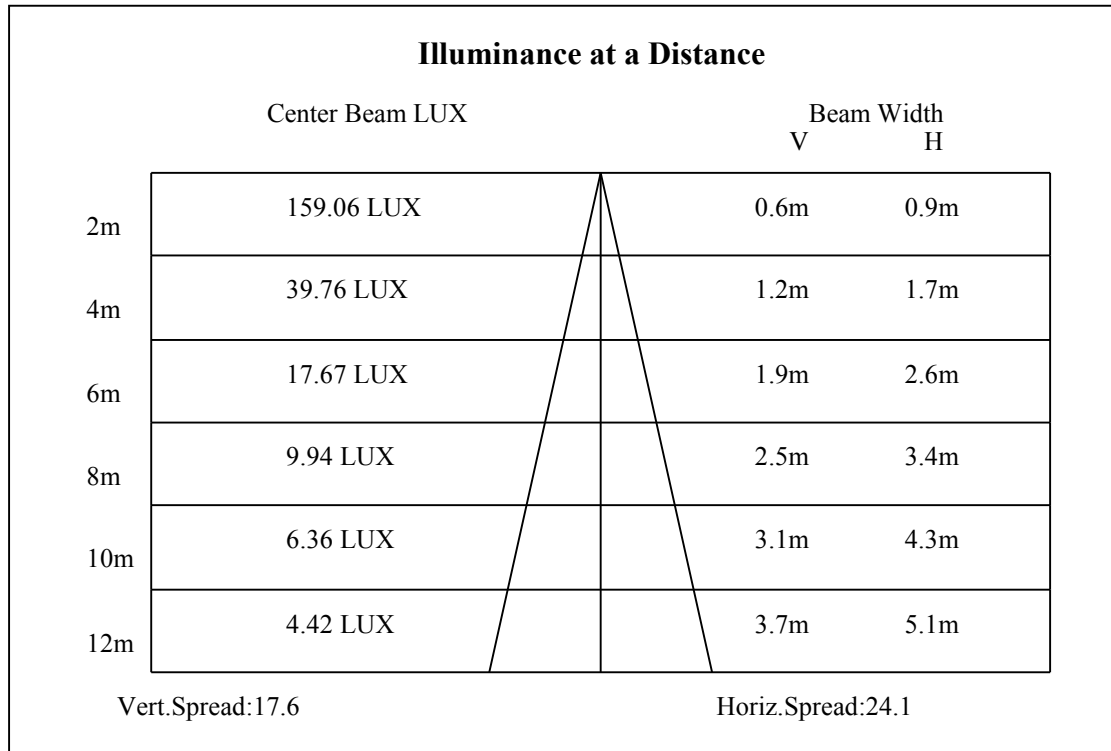 Illuminance at a Distance
Center Beam LUX Beam Width
V H
2m 159.06 LUX 0.6m 0.9m
4m 39.76 LUX 1.2m 1.7m
6m 17.67 LUX 1.9m 2.6m
8m 9.94 LUX 2.5m 3.4m
10m 6.36 LUX 3.1m 4.3m
12m 4.42 LUX 3.7m 5.1m
Vert.Spread:17.6 Horiz.Spread:24.1